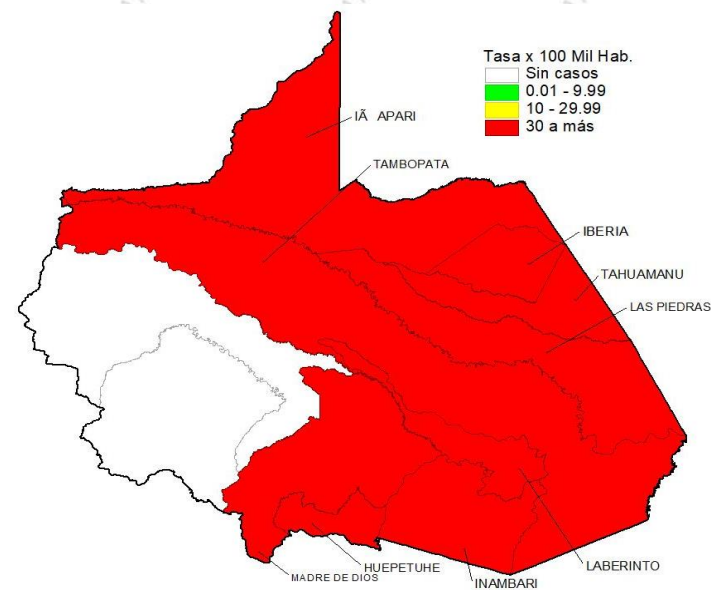 Tasa x 100 Mil Hab.
Sin casos
0.01 - 9.99
10 - 29.99
30 a más
IÃ APARI
TAMBOPATA
IBERIA
TAHUAMANU
LAS PIEDRAS
LABERINTO
HUEPETUHE
MADRE DE DIOS
INAMBARI